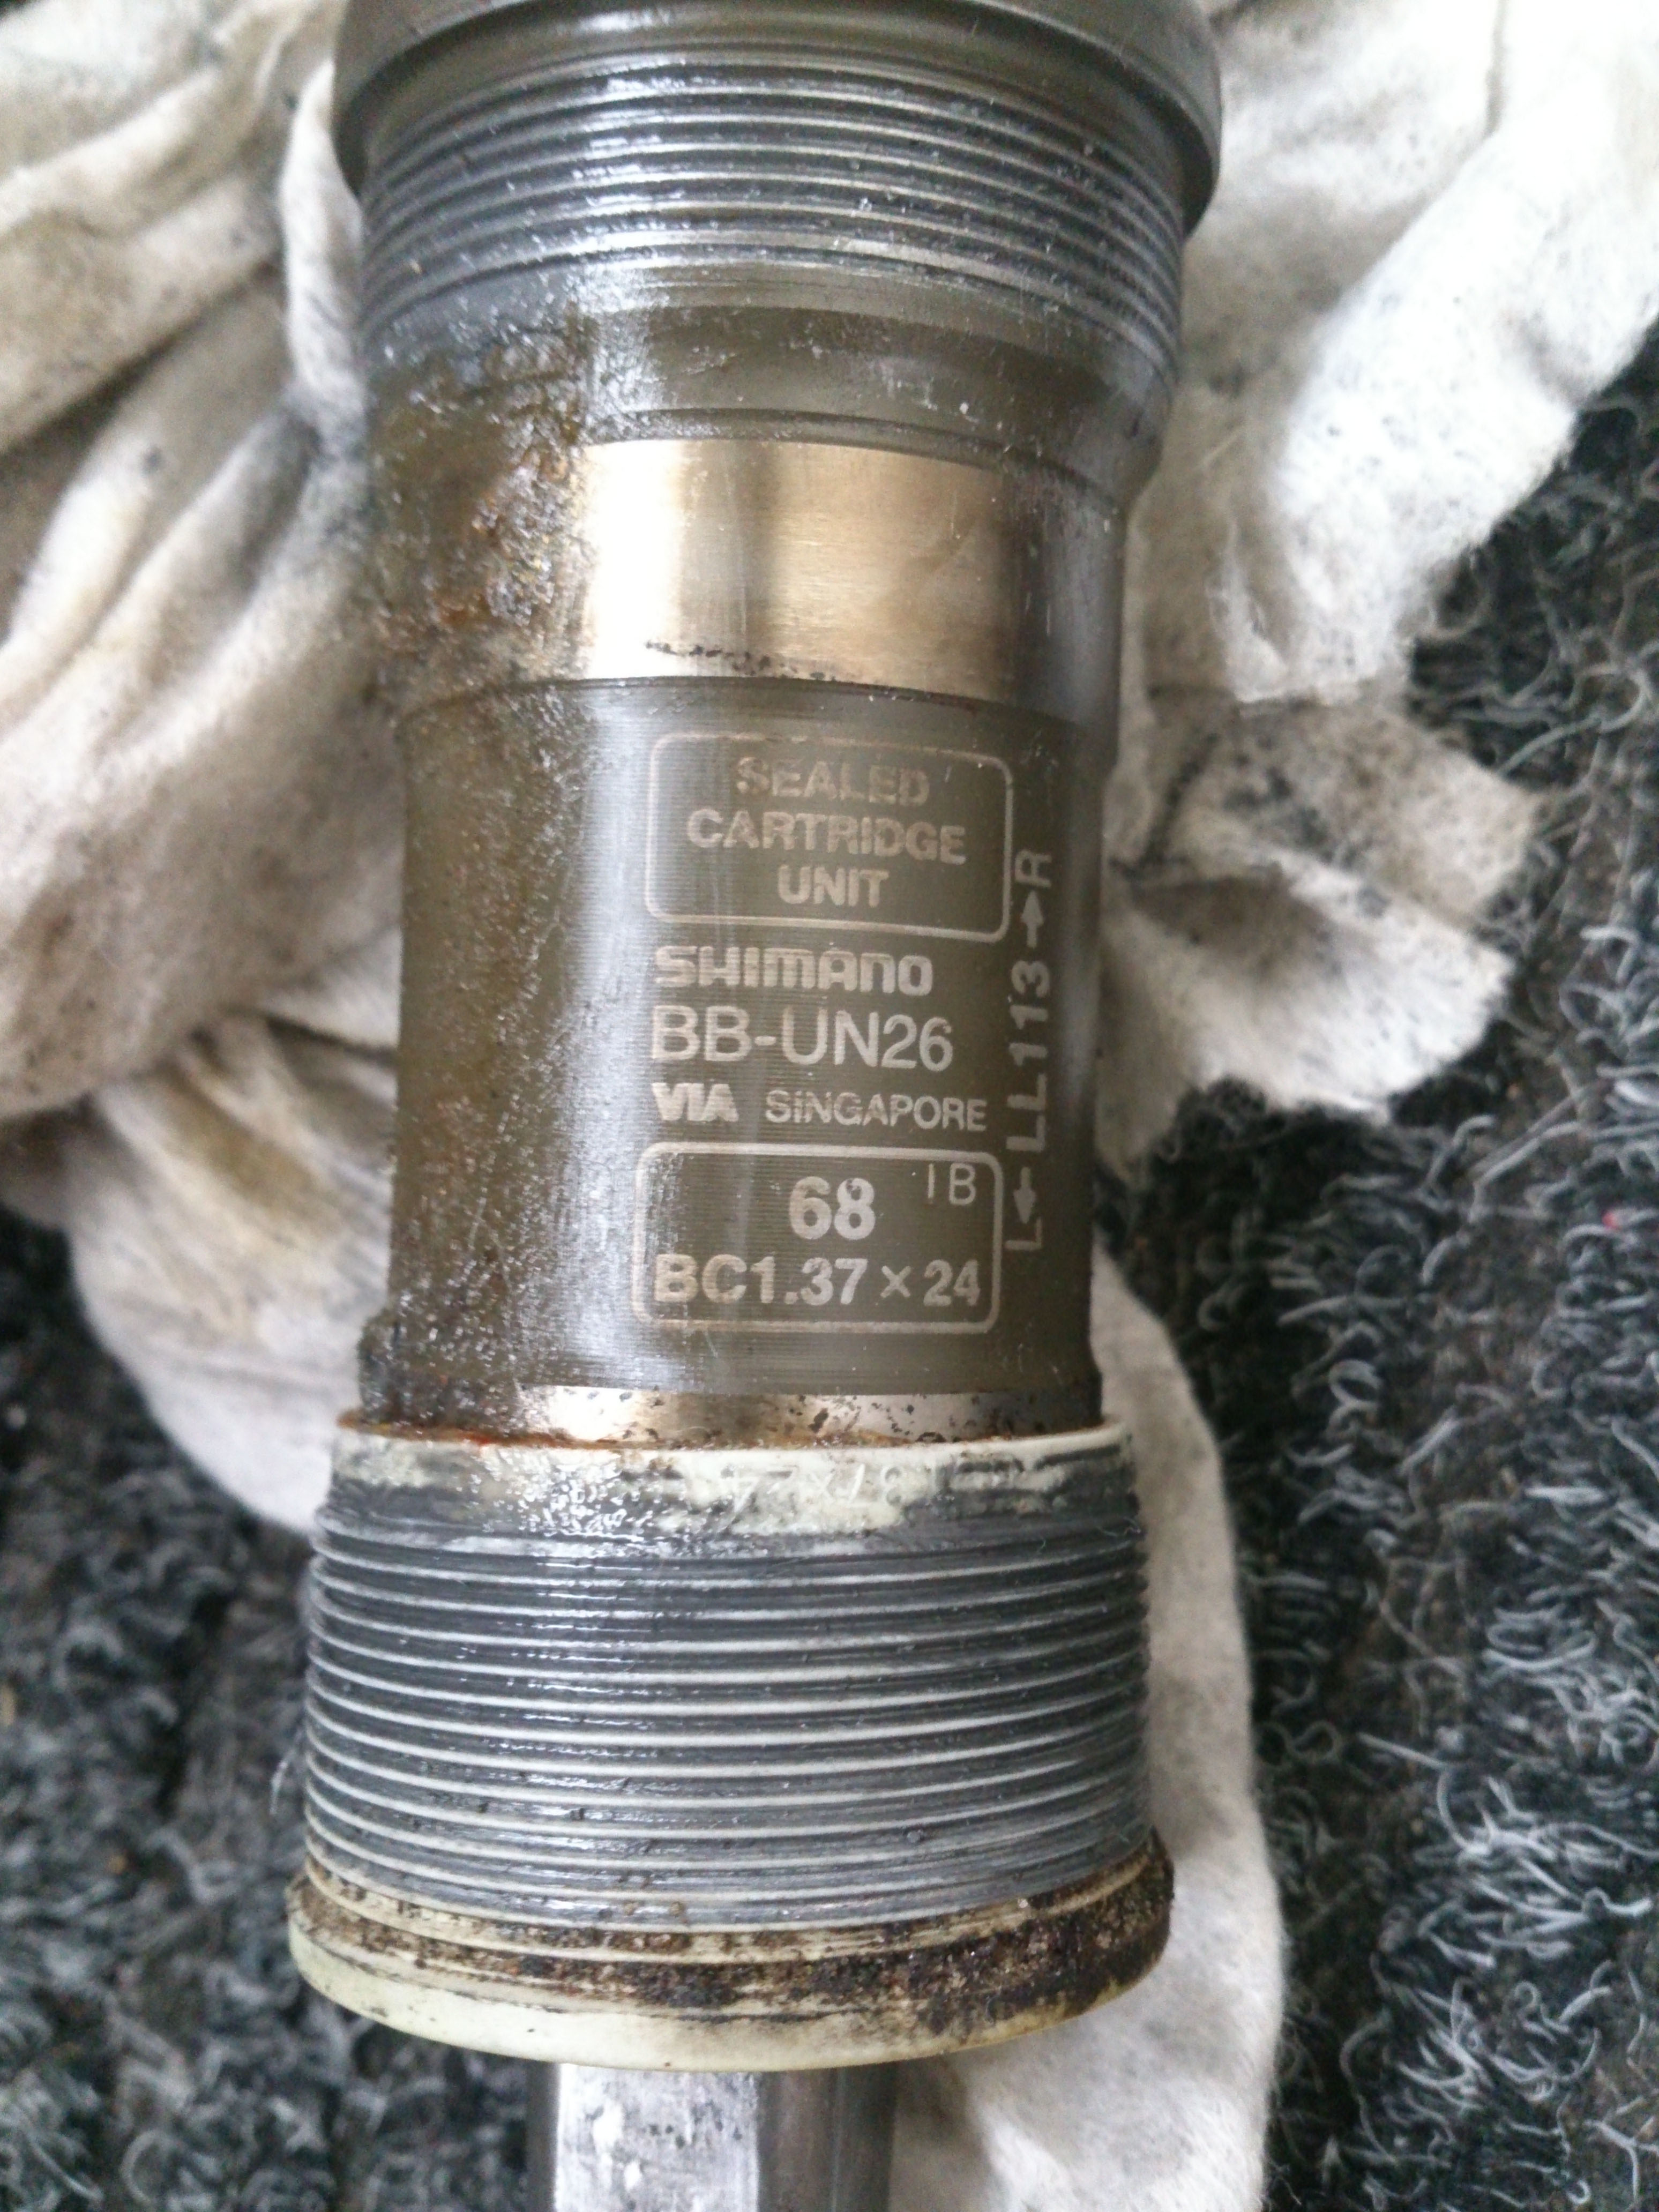 SEALED
CARTRIDGE
UNIT
SHIMANO
BB-UN26
VIA SINGAPORE
68 IB
BC1.37 × 24
L←LL113→R